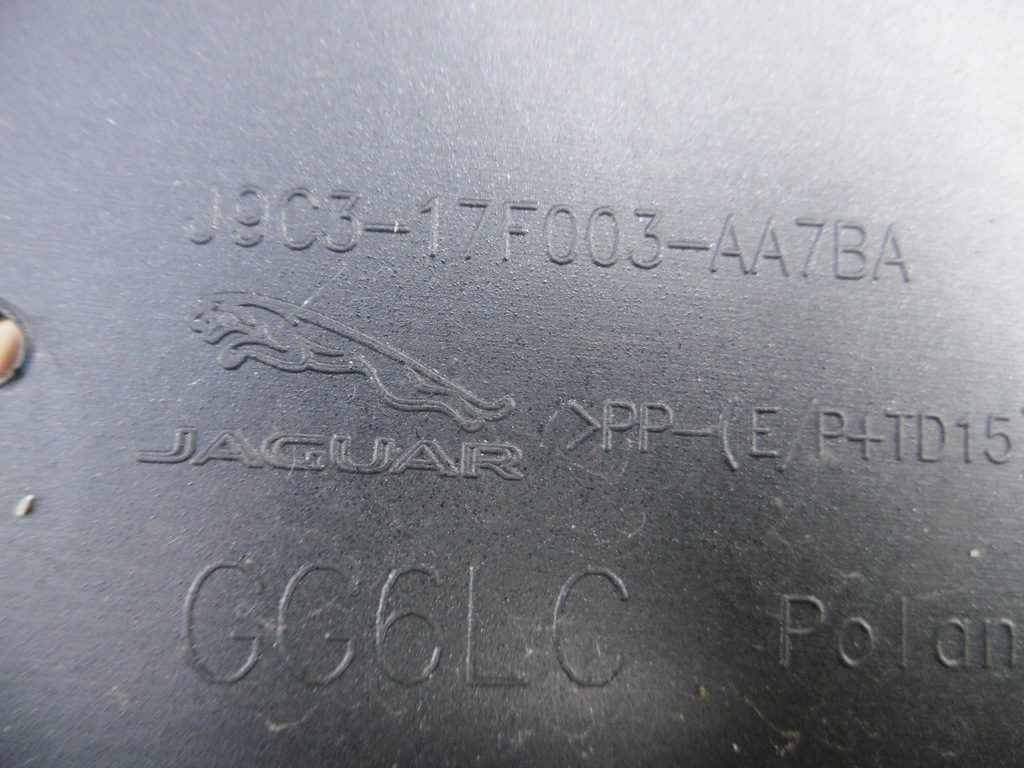 J9C3-17F003-AA7BA
JAGUAR >PP-(E/P+TD15
GG6LC Polan